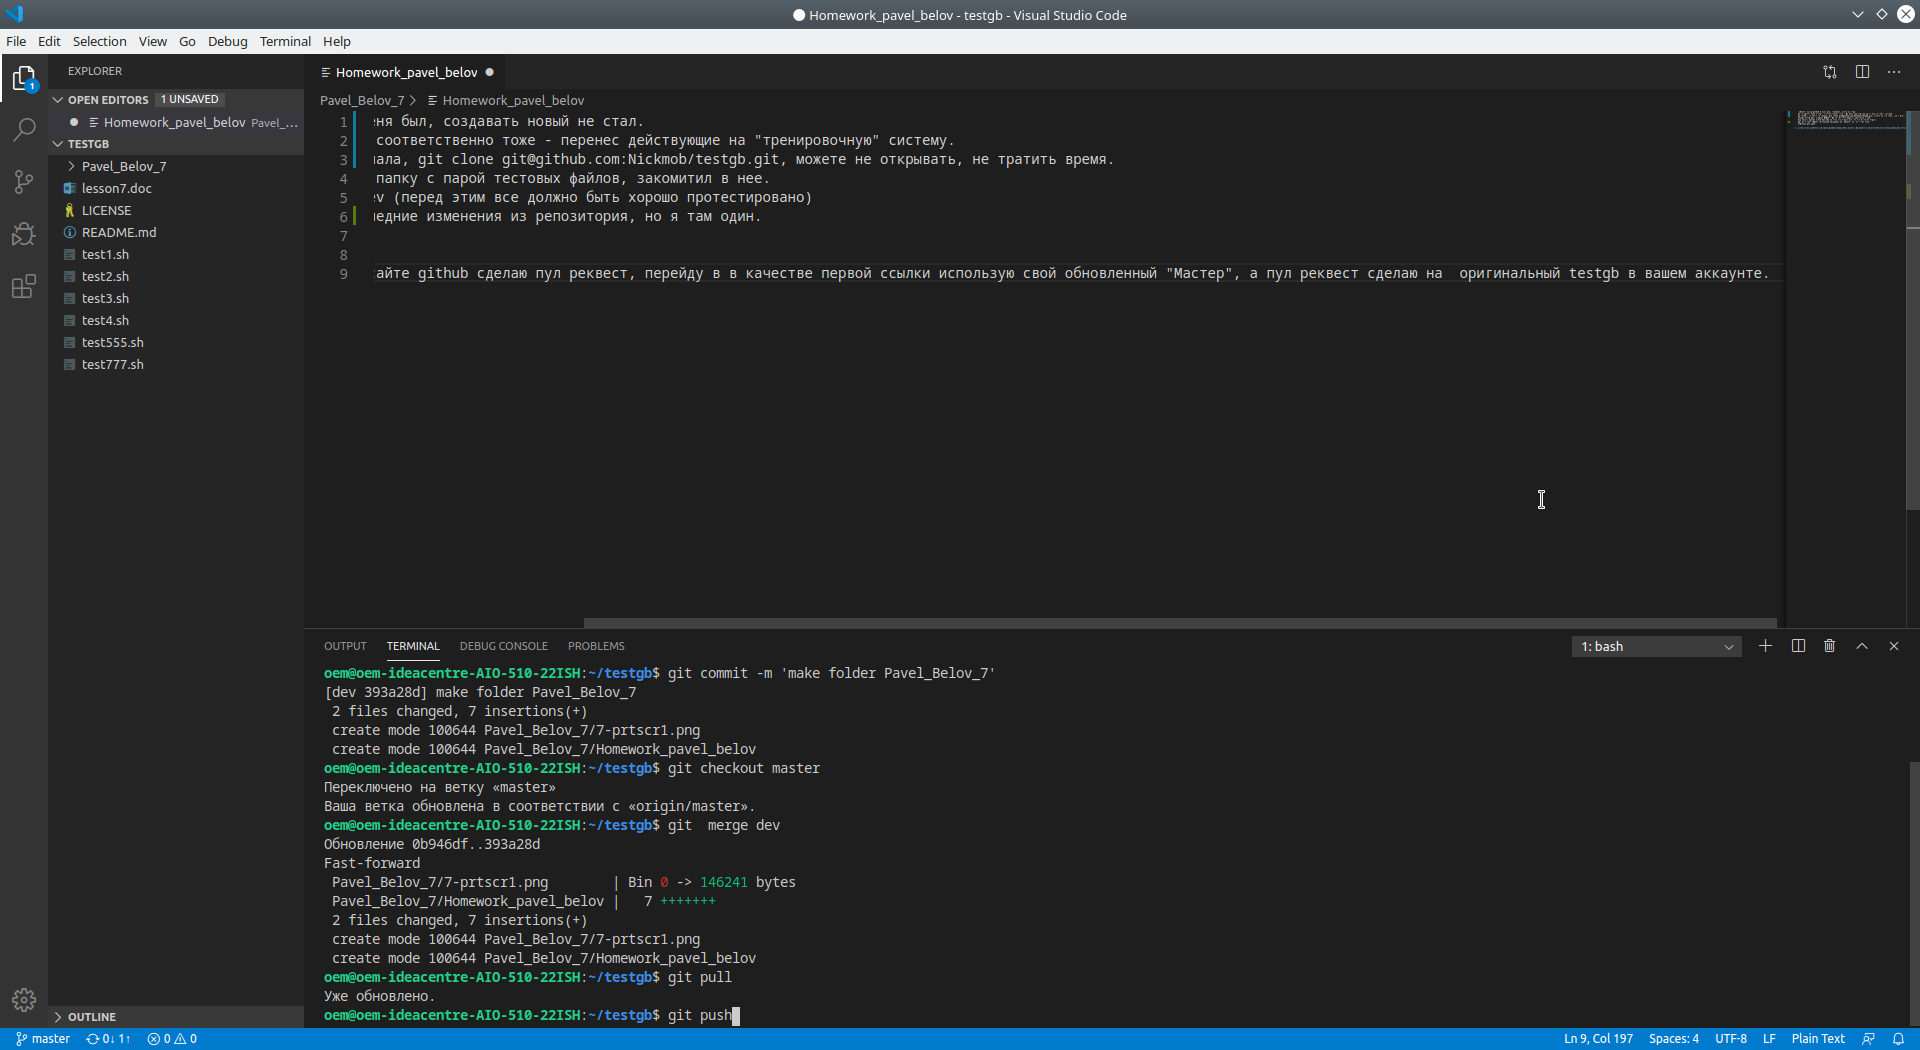 Homework_pavel_belov - testgb - Visual Studio Code
File Edit Selection View Go Debug Terminal Help
EXPLORER
OPEN EDITORS 1 UNSAVED
Homework_pavel_belov Pavel_...
TESTGB
Pavel_Belov_7
lesson7.doc
LICENSE
README.md
test1.sh
test2.sh
test3.sh
test4.sh
test555.sh
test777.sh
OUTLINE
1
Homework_pavel_belov
Pavel_Belov_7 > Homework_pavel_belov
1 еня был, создавать новый не стал.
2 соответственно тоже - перенес действующие на "тренировочную" систему.
3 ала, git clone git@github.com:Nickmob/testgb.git, можете не открывать, не тратить время.
4 папку с парой тестовых файлов, закомитил в нее.
5 ev (перед этим все должно быть хорошо протестировано)
6 ледние изменения из репозитория, но я там один.
7
8
9 айте github сделаю пул реквест, перейду в в качестве первой ссылки использую свой обновленный "Мастер", а пул реквест сделаю на  оригинальный testgb в вашем аккаунте.
OUTPUT TERMINAL DEBUG CONSOLE PROBLEMS 1: bash
oem@oem-ideacentre-AIO-510-22ISH:~/testgb$ git commit -m 'make folder Pavel_Belov_7'
[dev 393a28d] make folder Pavel_Belov_7
2 files changed, 7 insertions(+)
create mode 100644 Pavel_Belov_7/7-prtscr1.png
create mode 100644 Pavel_Belov_7/Homework_pavel_belov
oem@oem-ideacentre-AIO-510-22ISH:~/testgb$ git checkout master
Переключено на ветку «master»
Ваша ветка обновлена в соответствии с «origin/master».
oem@oem-ideacentre-AIO-510-22ISH:~/testgb$ git  merge dev
Обновление 0b946df..393a28d
Fast-forward
Pavel_Belov_7/7-prtscr1.png        | Bin 0 -> 146241 bytes
Pavel_Belov_7/Homework_pavel_belov |   7 +++++++
2 files changed, 7 insertions(+)
create mode 100644 Pavel_Belov_7/7-prtscr1.png
create mode 100644 Pavel_Belov_7/Homework_pavel_belov
oem@oem-ideacentre-AIO-510-22ISH:~/testgb$ git pull
Уже обновлено.
oem@oem-ideacentre-AIO-510-22ISH:~/testgb$ git push
master 0↓ 1↑ 0 0 Ln 9, Col 197 Spaces: 4 UTF-8 LF Plain Text